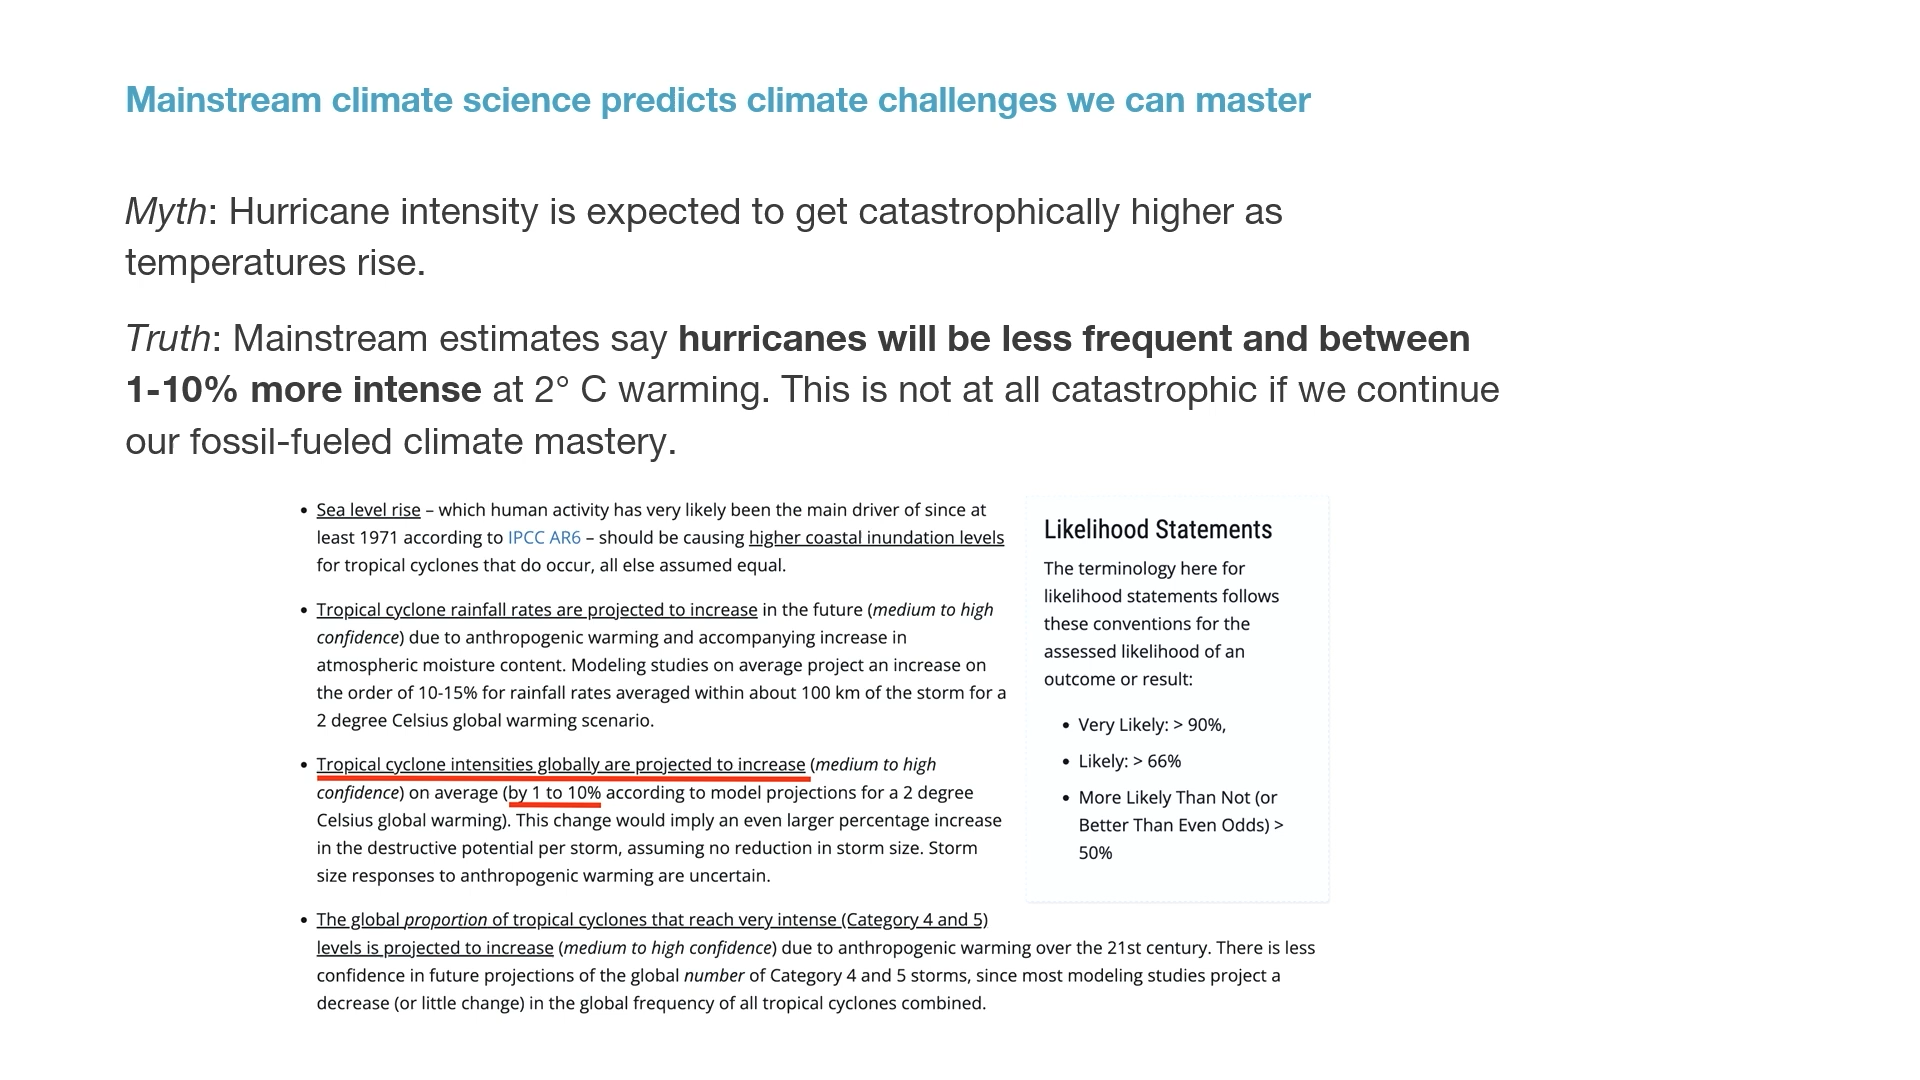 Mainstream climate science predicts climate challenges we can master
Myth: Hurricane intensity is expected to get catastrophically higher as
temperatures rise.
Truth: Mainstream estimates say hurricanes will be less frequent and between
1-10% more intense at 2° C warming. This is not at all catastrophic if we continue
our fossil-fueled climate mastery.
• Sea level rise – which human activity has very likely been the main driver of since at
least 1971 according to IPCC AR6 – should be causing higher coastal inundation levels
for tropical cyclones that do occur, all else assumed equal.
• Tropical cyclone rainfall rates are projected to increase in the future (medium to high
confidence) due to anthropogenic warming and accompanying increase in
atmospheric moisture content. Modeling studies on average project an increase on
the order of 10-15% for rainfall rates averaged within about 100 km of the storm for a
2 degree Celsius global warming scenario.
• Tropical cyclone intensities globally are projected to increase (medium to high
confidence) on average (by 1 to 10% according to model projections for a 2 degree
Celsius global warming). This change would imply an even larger percentage increase
in the destructive potential per storm, assuming no reduction in storm size. Storm
size responses to anthropogenic warming are uncertain.
• The global proportion of tropical cyclones that reach very intense (Category 4 and 5)
levels is projected to increase (medium to high confidence) due to anthropogenic warming over the 21st century. There is less
confidence in future projections of the global number of Category 4 and 5 storms, since most modeling studies project a
decrease (or little change) in the global frequency of all tropical cyclones combined.
Likelihood Statements
The terminology here for
likelihood statements follows
these conventions for the
assessed likelihood of an
outcome or result:
• Very Likely: > 90%,
• Likely: > 66%
• More Likely Than Not (or
Better Than Even Odds) >
50%